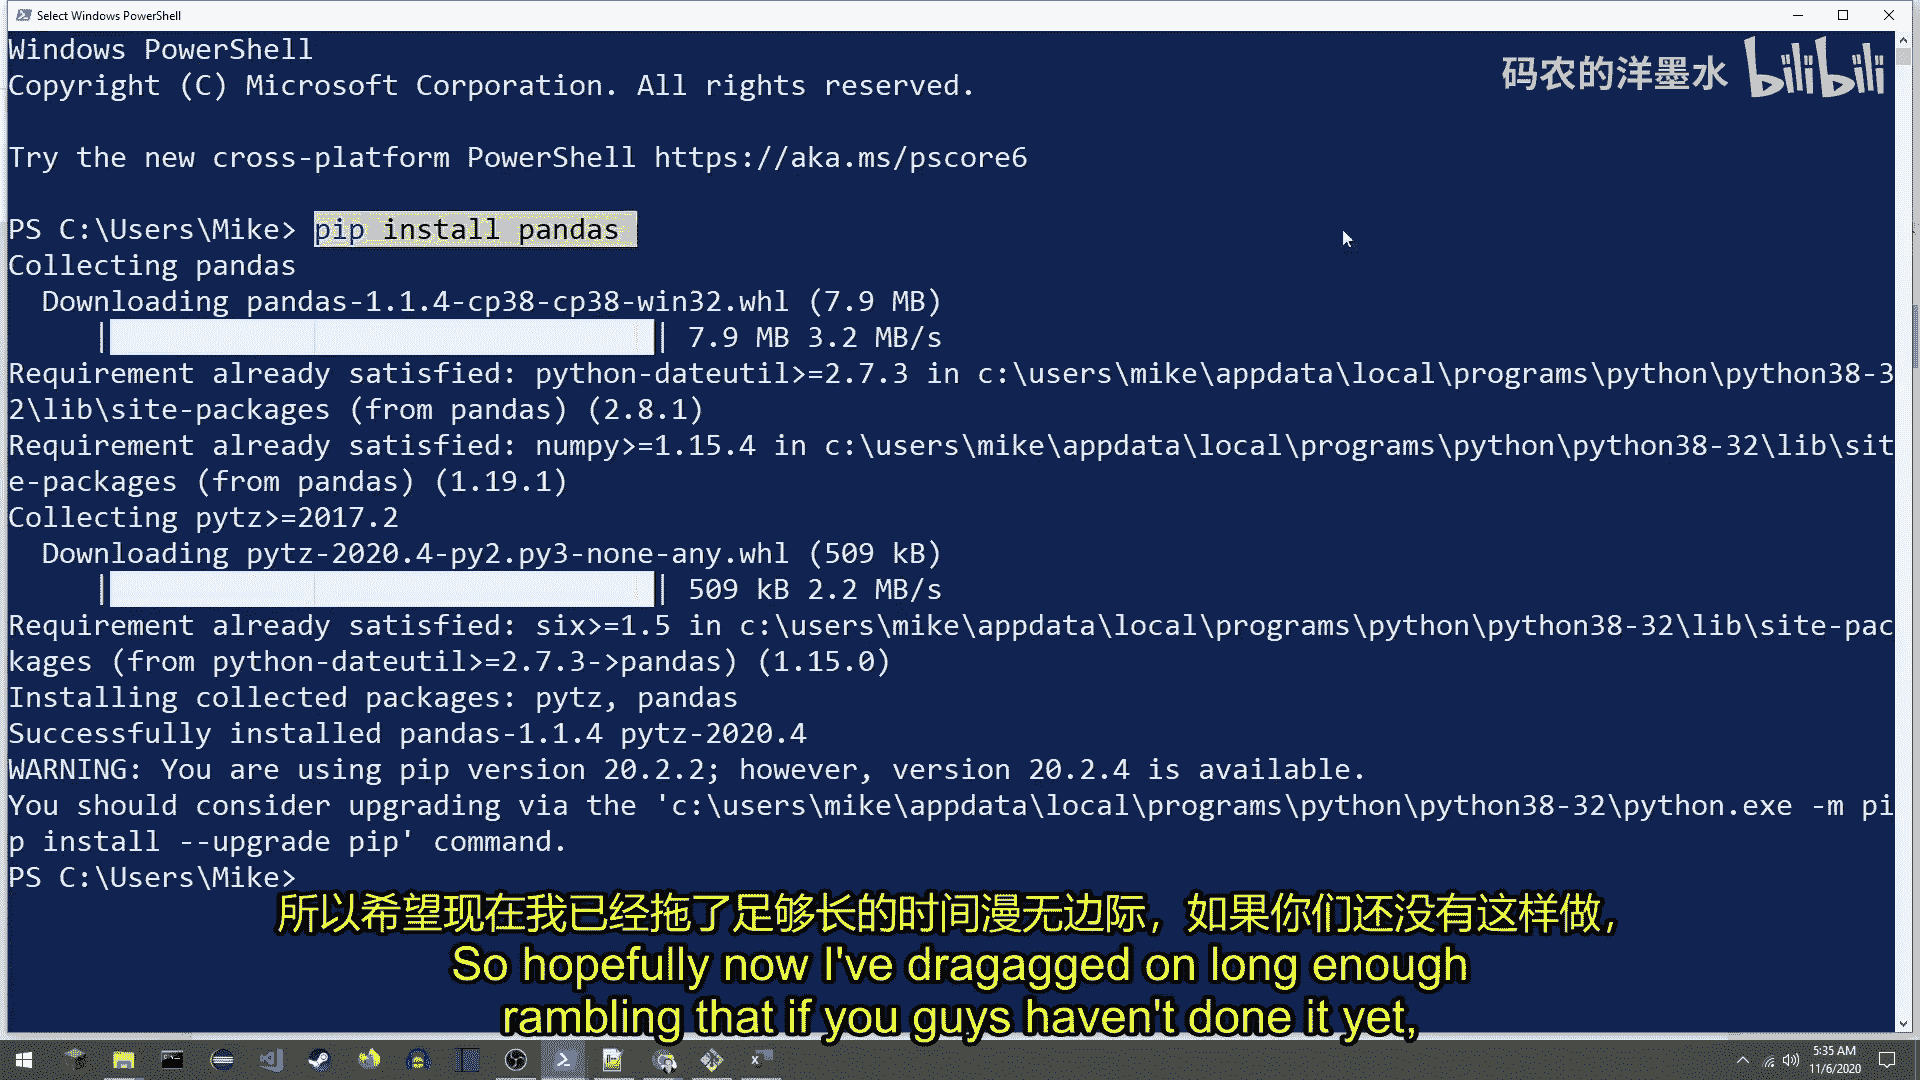 Select Windows PowerShell
Windows PowerShell
码农的洋墨水 bilibili
Copyright (C) Microsoft Corporation. All rights reserved.
Try the new cross-platform PowerShell https://aka.ms/pscore6
PS C:\Users\Mike> pip install pandas
Collecting pandas
Downloading pandas-1.1.4-cp38-cp38-win32.whl (7.9 MB)
| | 7.9 MB 3.2 MB/s
Requirement already satisfied: python-dateutil>=2.7.3 in c:\users\mike\appdata\local\programs\python\python38-3
2\lib\site-packages (from pandas) (2.8.1)
Requirement already satisfied: numpy>=1.15.4 in c:\users\mike\appdata\local\programs\python\python38-32\lib\sit
e-packages (from pandas) (1.19.1)
Collecting pytz>=2017.2
Downloading pytz-2020.4-py2.py3-none-any.whl (509 kB)
| | 509 kB 2.2 MB/s
Requirement already satisfied: six>=1.5 in c:\users\mike\appdata\local\programs\python\python38-32\lib\site-pac
kages (from python-dateutil>=2.7.3->pandas) (1.15.0)
Installing collected packages: pytz, pandas
Successfully installed pandas-1.1.4 pytz-2020.4
WARNING: You are using pip version 20.2.2; however, version 20.2.4 is available.
You should consider upgrading via the 'c:\users\mike\appdata\local\programs\python\python38-32\python.exe -m pi
p install --upgrade pip' command.
PS C:\Users\Mike>
所以希望现在我已经拖了足够长的时间漫无边际，如果你们还没有这样做，
So hopefully now I've dragagged on long enough
rambling that if you guys haven't done it yet,
5:35 AM
11/6/2020